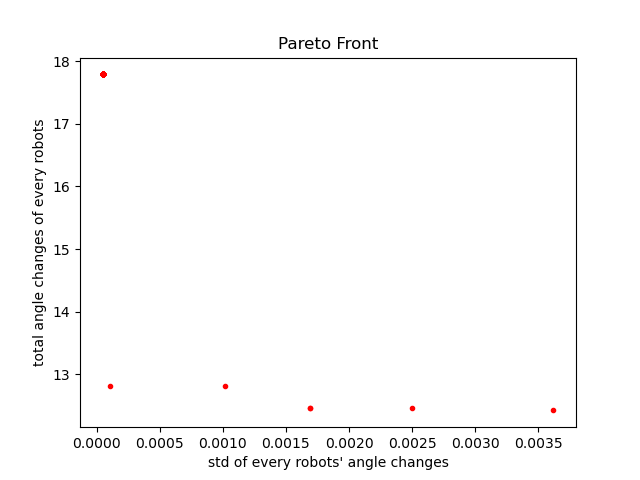 Pareto Front
total angle changes of every robots
18
17
16
15
14
13
0.0000 0.0005 0.0010 0.0015 0.0020 0.0025 0.0030 0.0035
std of every robots' angle changes